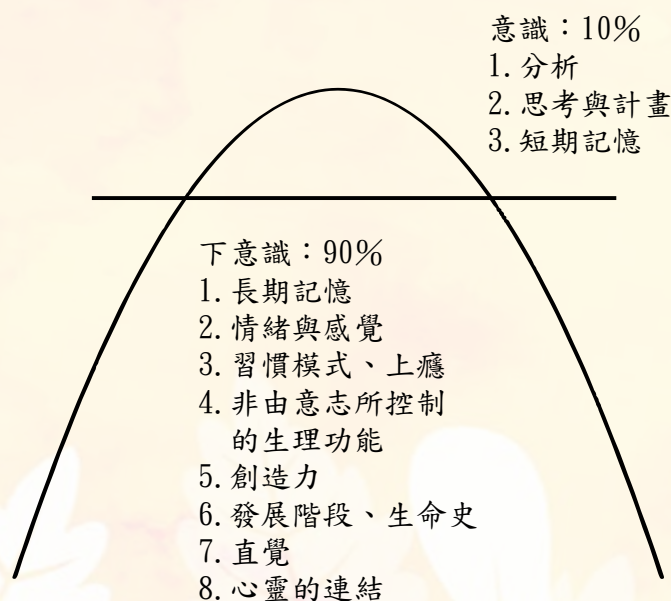 意識：10%
1.分析
2.思考與計畫
3.短期記憶
下意識：90%
1.長期記憶
2.情緒與感覺
3.習慣模式、上癮
4.非由意志所控制
的生理功能
5.創造力
6.發展階段、生命史
7.直覺
8.心靈的連結